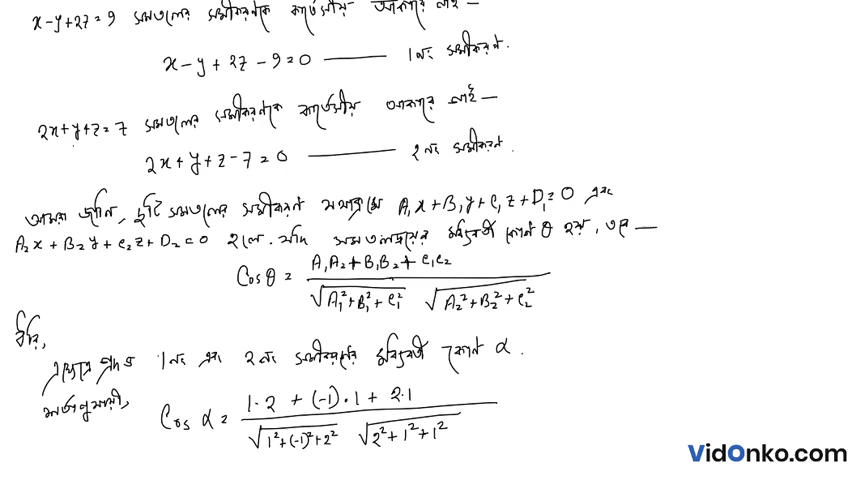 x-y+2z=9 সমতলের সমীকরণকে কার্তেসীয় আকারে পাই—
x-y+2z-9=0 —— 1নং সমীকরণ.
2x+y+z=7 সমতলের সমীকরণকে কার্তেসীয় আকারে পাই—
2x+y+z-7=0 —— ২নং সমীকরণ.
আমরা জানি, দুটি সমতলের সমীকরণ যথাক্রমে A₁x+B₁y+C₁z+D₁=0 এবং
A₂x+B₂y+C₂z+D₂=0 হলে. যদি সমতলদ্বয়ের মধ্যবর্তী কোণ θ হয়, তবে —
Cosθ = (A₁A₂+B₁B₂+C₁C₂)/(√(A₁²+B₁²+C₁²) √(A₂²+B₂²+C₂²))
ধরি,
এক্ষেত্রে প্রদত্ত 1নং এবং ২নং সমীকরণের মধ্যবর্তী কোণ α.
শর্তানুসারী,
Cos α = (1·2+(-1)·1+2·1)/(√(1²+(-1)²+2²) √(2²+1²+1²))
VidOnko.com